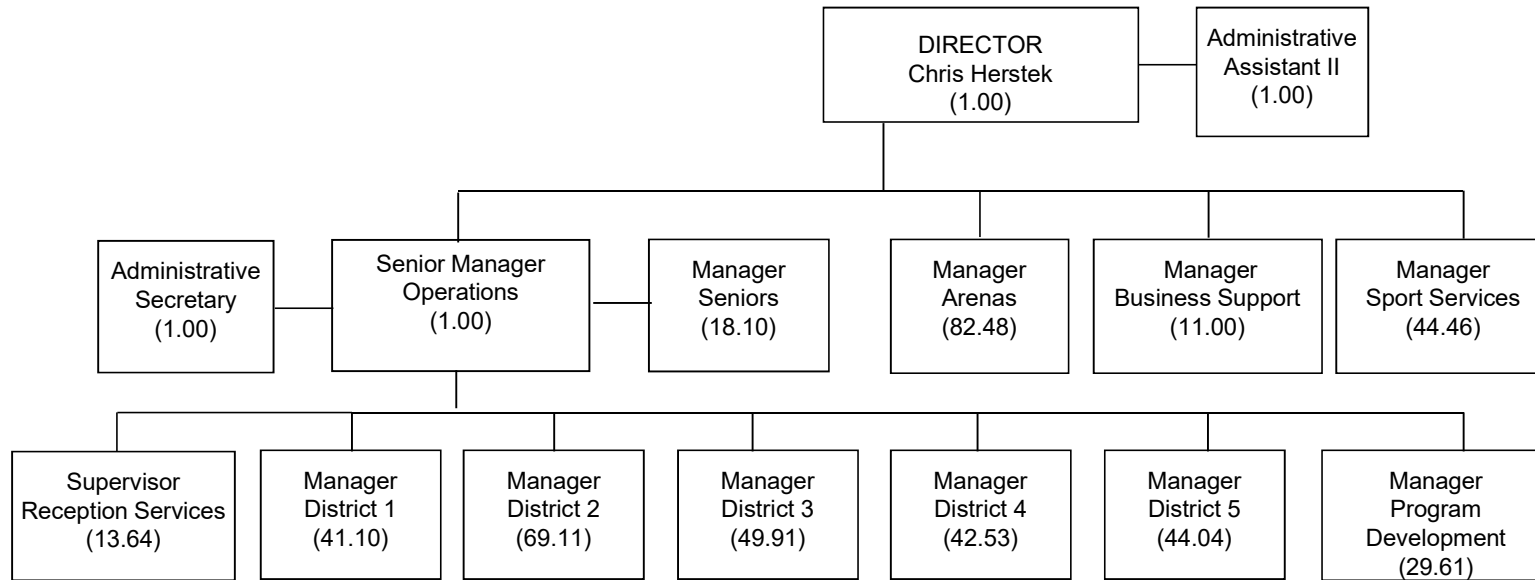 DIRECTOR
Chris Herstek
(1.00)
Administrative
Assistant II
(1.00)
Administrative
Secretary
(1.00)
Senior Manager
Operations
(1.00)
Manager
Seniors
(18.10)
Manager
Arenas
(82.48)
Manager
Business Support
(11.00)
Manager
Sport Services
(44.46)
Supervisor
Reception Services
(13.64)
Manager
District 1
(41.10)
Manager
District 2
(69.11)
Manager
District 3
(49.91)
Manager
District 4
(42.53)
Manager
District 5
(44.04)
Manager
Program
Development
(29.61)